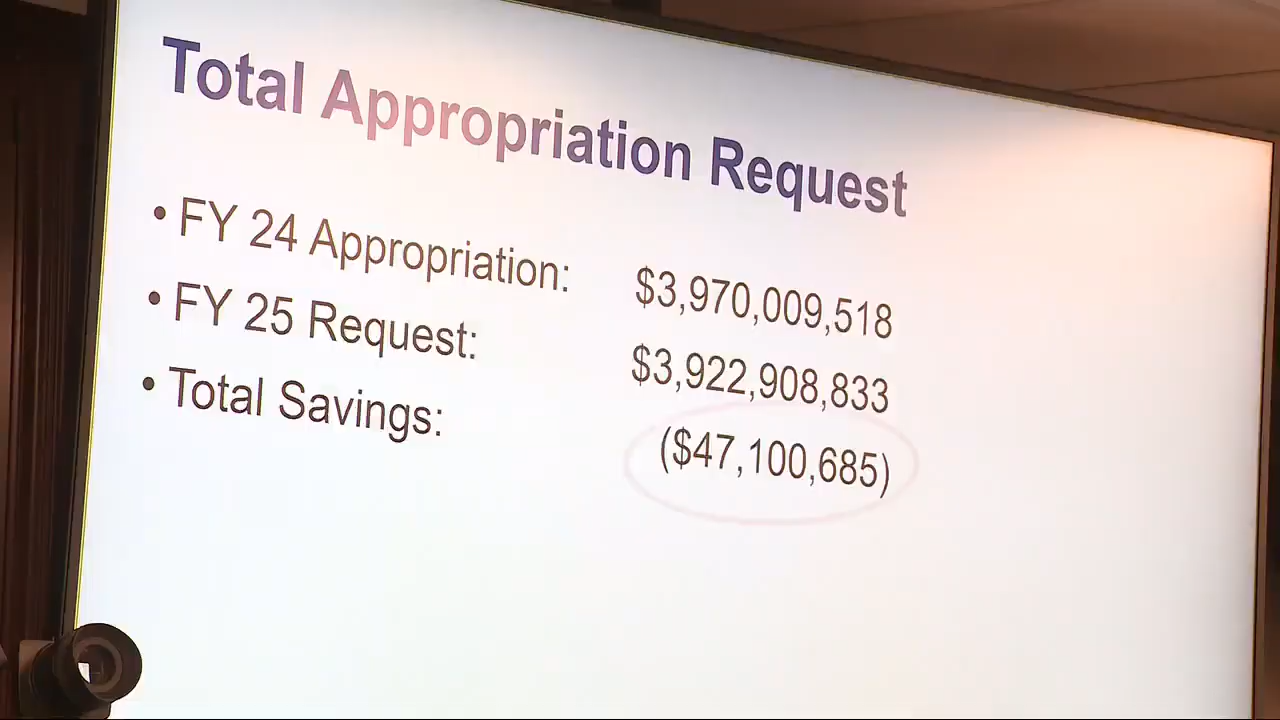 Total Appropriation Request
• FY 24 Appropriation: $3,970,009,518
• FY 25 Request: $3,922,908,833
• Total Savings: ($47,100,685)